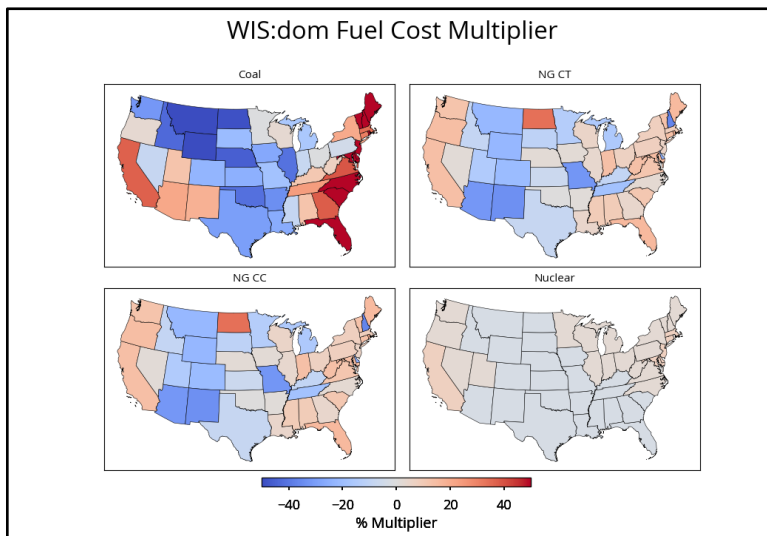 WIS:dom Fuel Cost Multiplier
Coal
NG CT
NG CC
Nuclear
−40 −20 0 20 40
% Multiplier